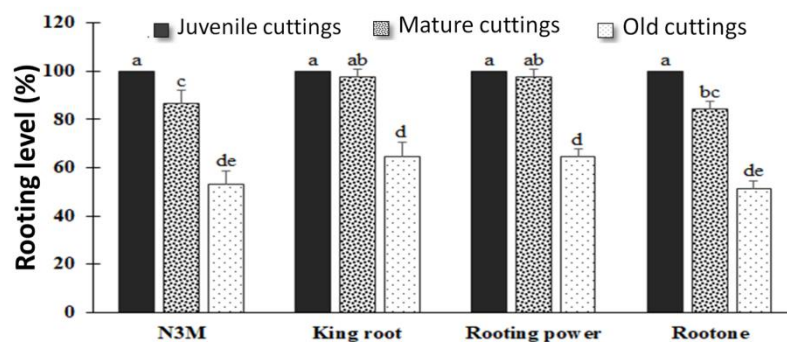 120
Juvenile cuttings
Mature cuttings
Old cuttings
Rooting level (%)
100
80
60
40
20
0
a
c
de
a
ab
d
a
ab
d
a
bc
de
N3M
King root
Rooting power
Rootone